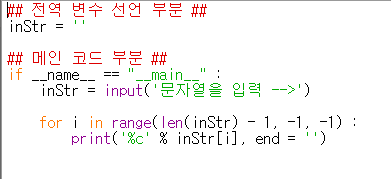 ## 전역 변수 선언 부분 ##
inStr = ''

## 메인 코드 부분 ##
if __name__ == "__main__" :
    inStr = input('문자열을 입력 -->')

    for i in range(len(inStr) - 1, -1, -1) :
        print('%c' % inStr[i], end = '')